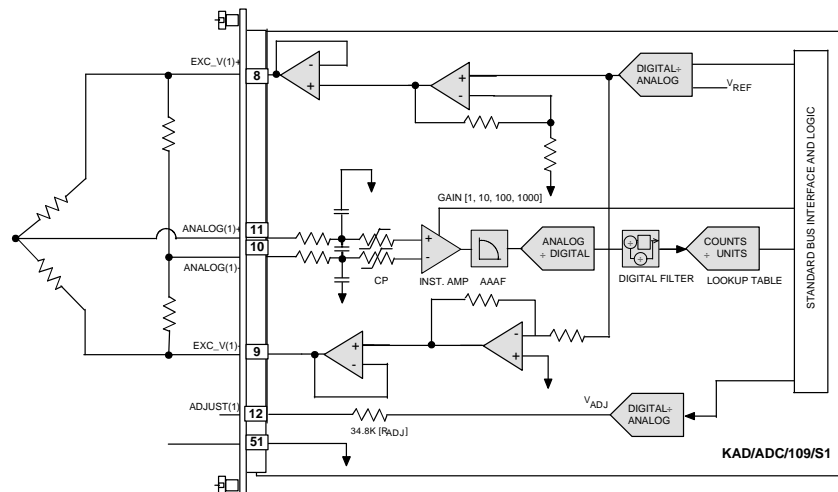 EXC_V(1)+
8
DIGITAL÷
ANALOG
VREF
STANDARD BUS INTERFACE AND LOGIC
GAIN [1, 10, 100, 1000]
ANALOG(1)+
11
10
ANALOG(1)-
CP
INST. AMP
AAAF
ANALOG
÷ DIGITAL
DIGITAL FILTER
COUNTS
÷ UNITS
LOOKUP TABLE
EXC_V(1)-
9
ADJUST(1)
12
34.8K [RADJ]
VADJ
DIGITAL÷
ANALOG
51
KAD/ADC/109/S1